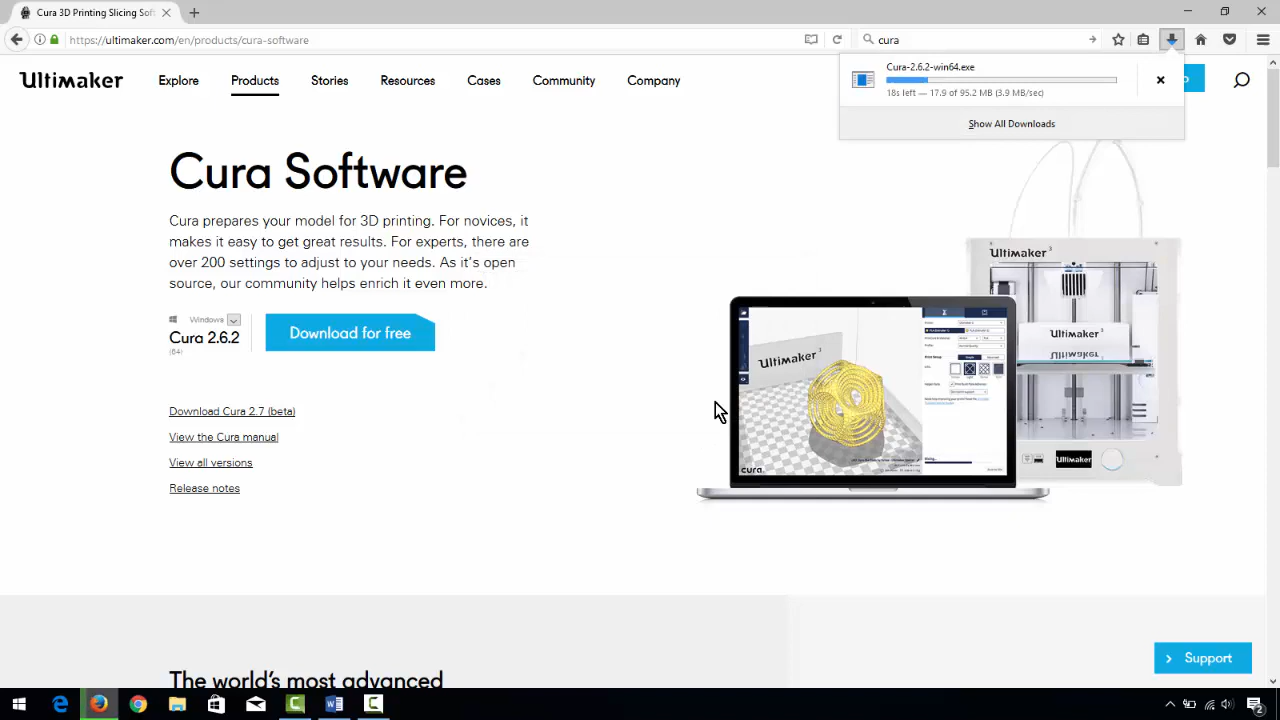 Cura 3D Printing Slicing Soft
https://ultimaker.com/en/products/cura-software
cura
Cura-2.6.2-win64.exe
18s left — 17.9 of 95.2 MB (3.9 MB/sec)
Show All Downloads
Ultimaker
Explore
Products
Stories
Resources
Cases
Community
Company
Cura Software
Cura prepares your model for 3D printing. For novices, it
makes it easy to get great results. For experts, there are
over 200 settings to adjust to your needs. As it's open
source, our community helps enrich it even more.
Windows
Cura 2.6.2
(64)
Download for free
Download Cura 2.7 (beta)
View the Cura manual
View all versions
Release notes
Ultimaker 3
Ultimaker
Ultimaker 3
Ultimaker
cura
Ultimaker
Support
The world's most advanced
2